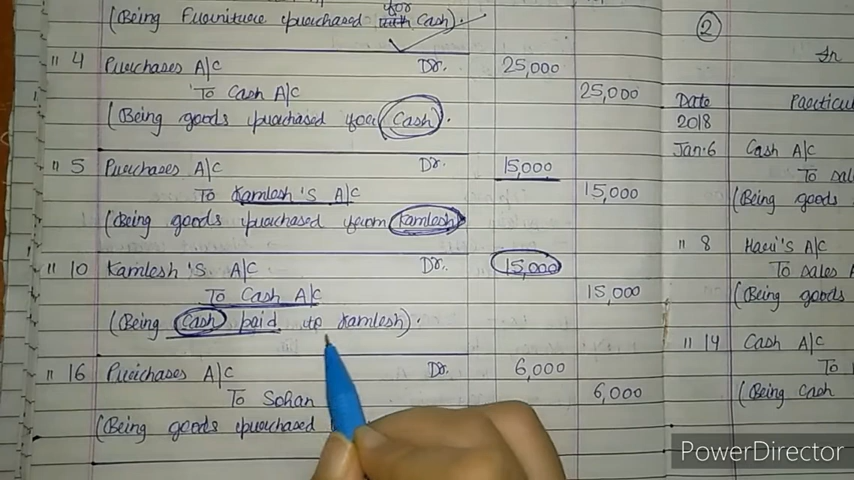 for
(Being Furniture purchased with Cash).
" 4 Purchases A/C Dr. 25,000
To Cash A/C 25,000
(Being goods purchased for Cash).
" 5 Purchases A/C Dr. 15,000
To Kamlesh'S A/C 15,000
(Being goods purchased from Kamlesh)
" 10 Kamlesh'S A/C Dr. 15,000
To Cash A/C 15,000
(Being Cash paid to Kamlesh).
" 16 Purchases A/C Dr. 6,000
To Sohan 6,000
(Being goods purchased
2
Date
2018
Jan.6 Cash A/C
To
(Being goods
" 8 Hari's A/C
To
(Being goods
" 14 Cash A/C
To
(Being Cash
PowerDirector